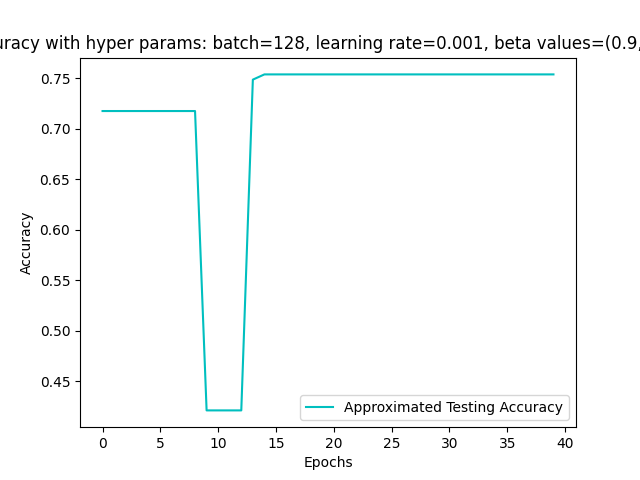 uracy with hyper params: batch=128, learning rate=0.001, beta values=(0.9,
0.75
0.70
0.65
0.60
0.55
0.50
0.45
Accuracy
Approximated Testing Accuracy
0 5 10 15 20 25 30 35 40
Epochs